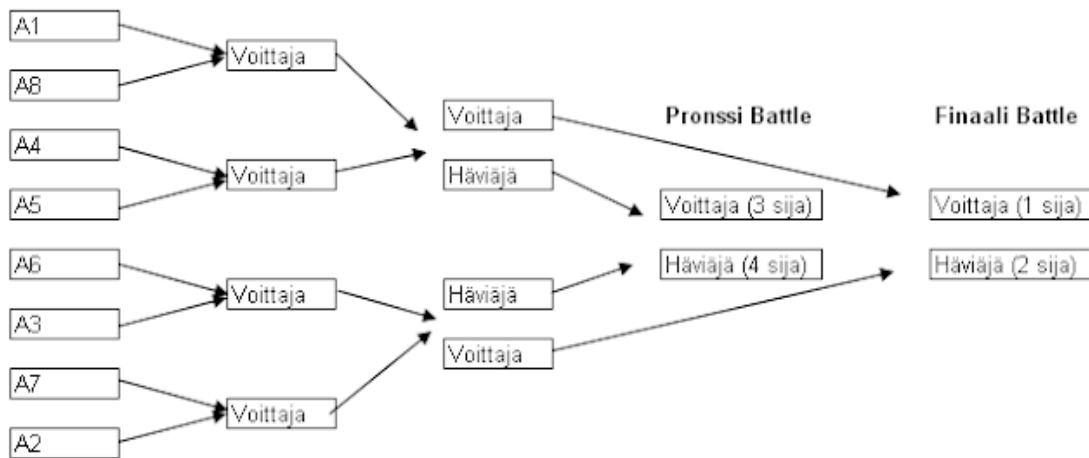 A1
A8
A4
A5
A6
A3
A7
A2
Voittaja
Voittaja
Voittaja
Voittaja
Voittaja
Häviäjä
Häviäjä
Voittaja
Pronssi Battle
Voittaja (3 sija)
Häviäjä (4 sija)
Finaali Battle
Voittaja (1 sija)
Häviäjä (2 sija)